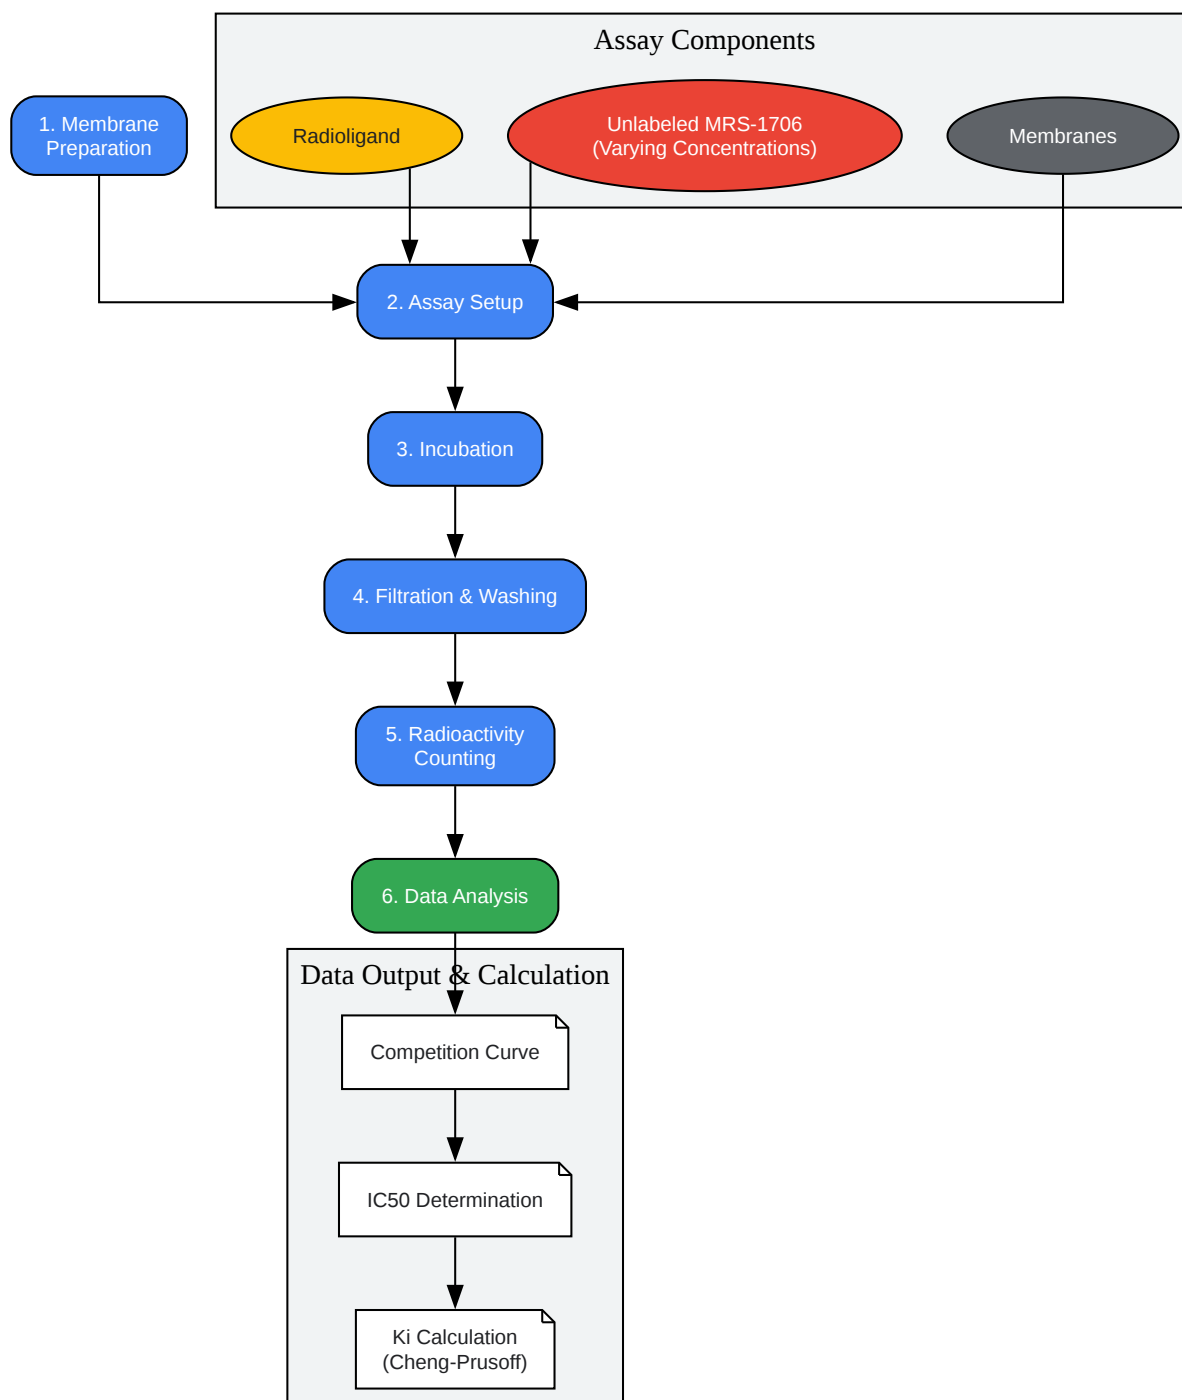 Assay Components
1. Membrane
Preparation
Radioligand
Unlabeled MRS-1706
(Varying Concentrations)
Membranes
2. Assay Setup
3. Incubation
4. Filtration & Washing
5. Radioactivity
Counting
6. Data Analysis
Data Output & Calculation
Competition Curve
IC50 Determination
Ki Calculation
(Cheng-Prusoff)